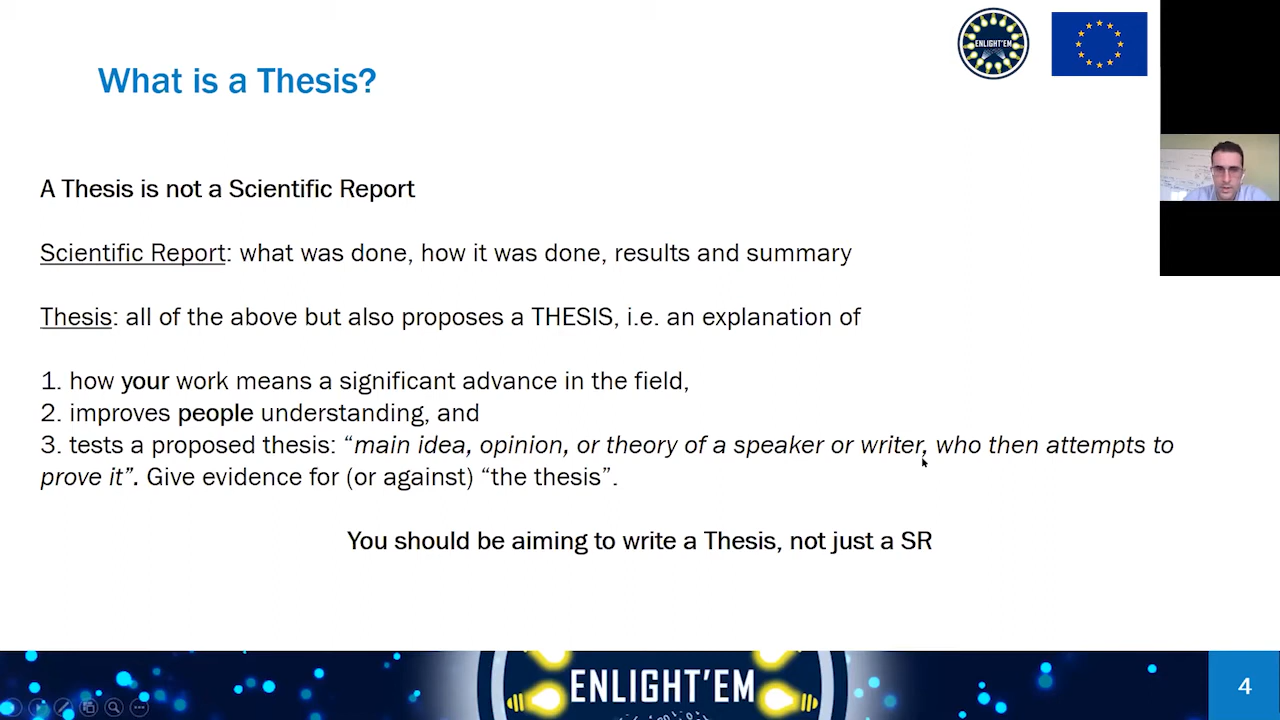 What is a Thesis?
ENLIGHT'EM
A Thesis is not a Scientific Report
Scientific Report: what was done, how it was done, results and summary
Thesis: all of the above but also proposes a THESIS, i.e. an explanation of
1. how your work means a significant advance in the field,
2. improves people understanding, and
3. tests a proposed thesis: “main idea, opinion, or theory of a speaker or writer, who then attempts to
prove it”. Give evidence for (or against) “the thesis”.
You should be aiming to write a Thesis, not just a SR
ENLIGHT'EM
4